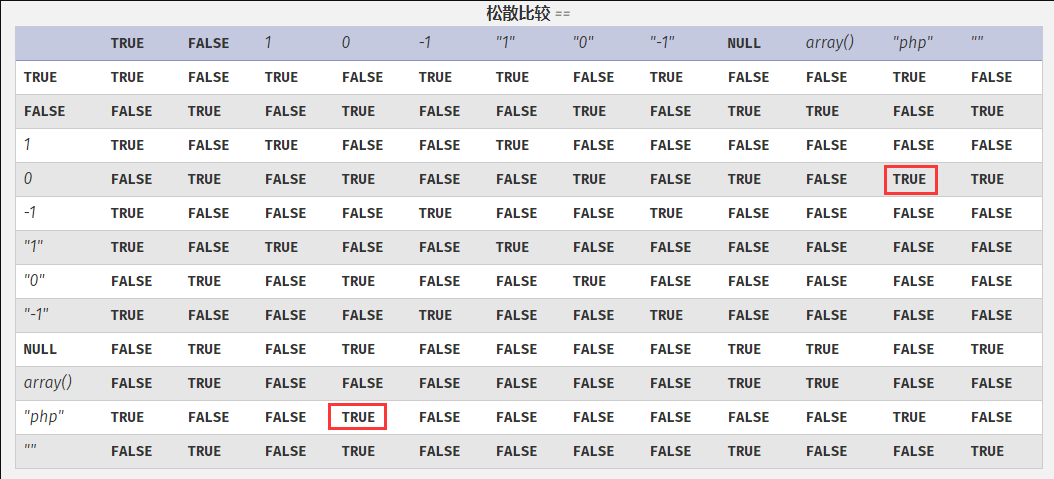 松散比较 ==
TRUE FALSE 1 0 -1 "1" "0" "-1" NULL array() "php" ""
TRUE TRUE FALSE TRUE FALSE TRUE TRUE FALSE TRUE FALSE FALSE TRUE FALSE
FALSE FALSE TRUE FALSE TRUE FALSE FALSE TRUE FALSE TRUE TRUE FALSE TRUE
1 TRUE FALSE TRUE FALSE FALSE TRUE FALSE FALSE FALSE FALSE FALSE FALSE
0 FALSE TRUE FALSE TRUE FALSE FALSE TRUE FALSE TRUE FALSE TRUE TRUE
-1 TRUE FALSE FALSE FALSE TRUE FALSE FALSE TRUE FALSE FALSE FALSE FALSE
"1" TRUE FALSE TRUE FALSE FALSE TRUE FALSE FALSE FALSE FALSE FALSE FALSE
"0" FALSE TRUE FALSE TRUE FALSE FALSE TRUE FALSE FALSE FALSE FALSE FALSE
"-1" TRUE FALSE FALSE FALSE TRUE FALSE FALSE TRUE FALSE FALSE FALSE FALSE
NULL FALSE TRUE FALSE TRUE FALSE FALSE FALSE FALSE TRUE TRUE FALSE TRUE
array() FALSE TRUE FALSE FALSE FALSE FALSE FALSE FALSE TRUE TRUE FALSE FALSE
"php" TRUE FALSE FALSE TRUE FALSE FALSE FALSE FALSE FALSE FALSE TRUE FALSE
"" FALSE TRUE FALSE TRUE FALSE FALSE FALSE FALSE TRUE FALSE FALSE TRUE